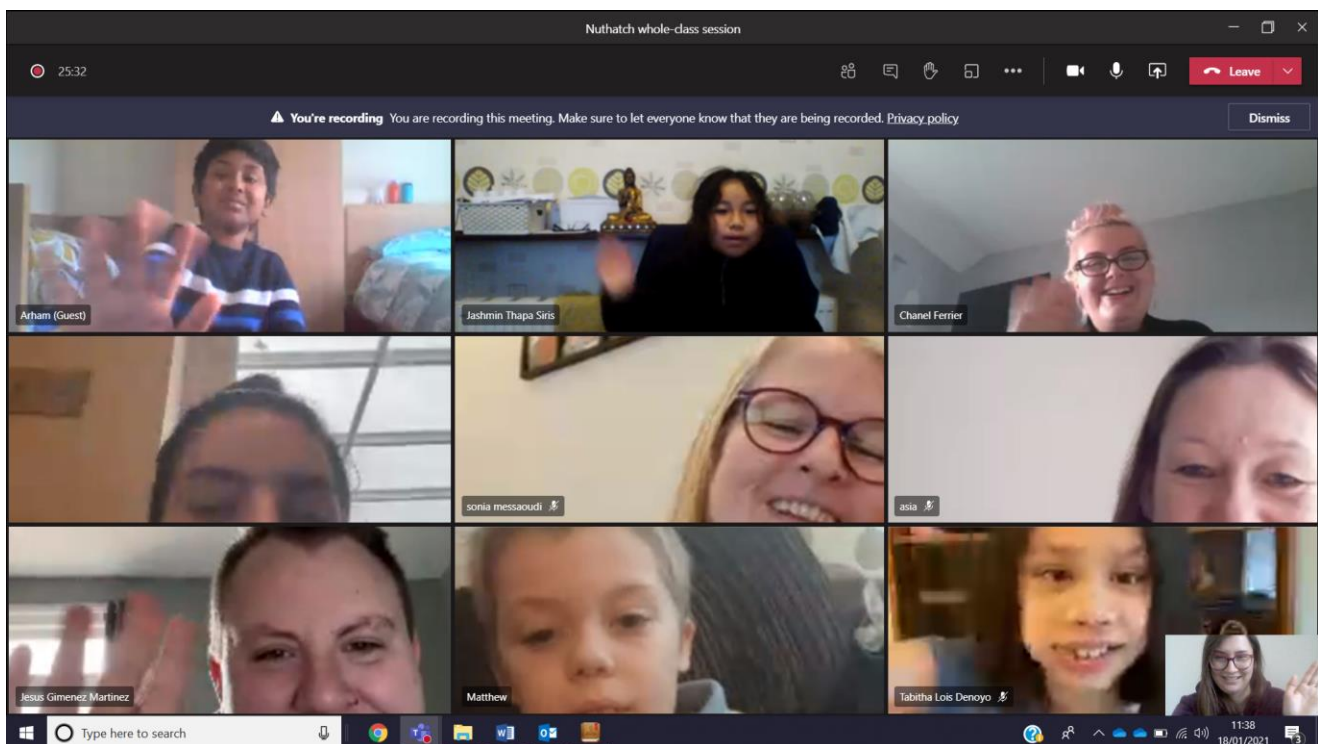 Nuthatch whole-class session
25:32
Leave
You're recording You are recording this meeting. Make sure to let everyone know that they are being recorded. Privacy policy
Dismiss
Arham (Guest)
Jashmin Thapa Siris
Chanel Ferrier
sonia messaoudi
asia
Jesus Gimenez Martinez
Matthew
Tabitha Lois Denoyo
Type here to search
11:38
18/01/2021
3